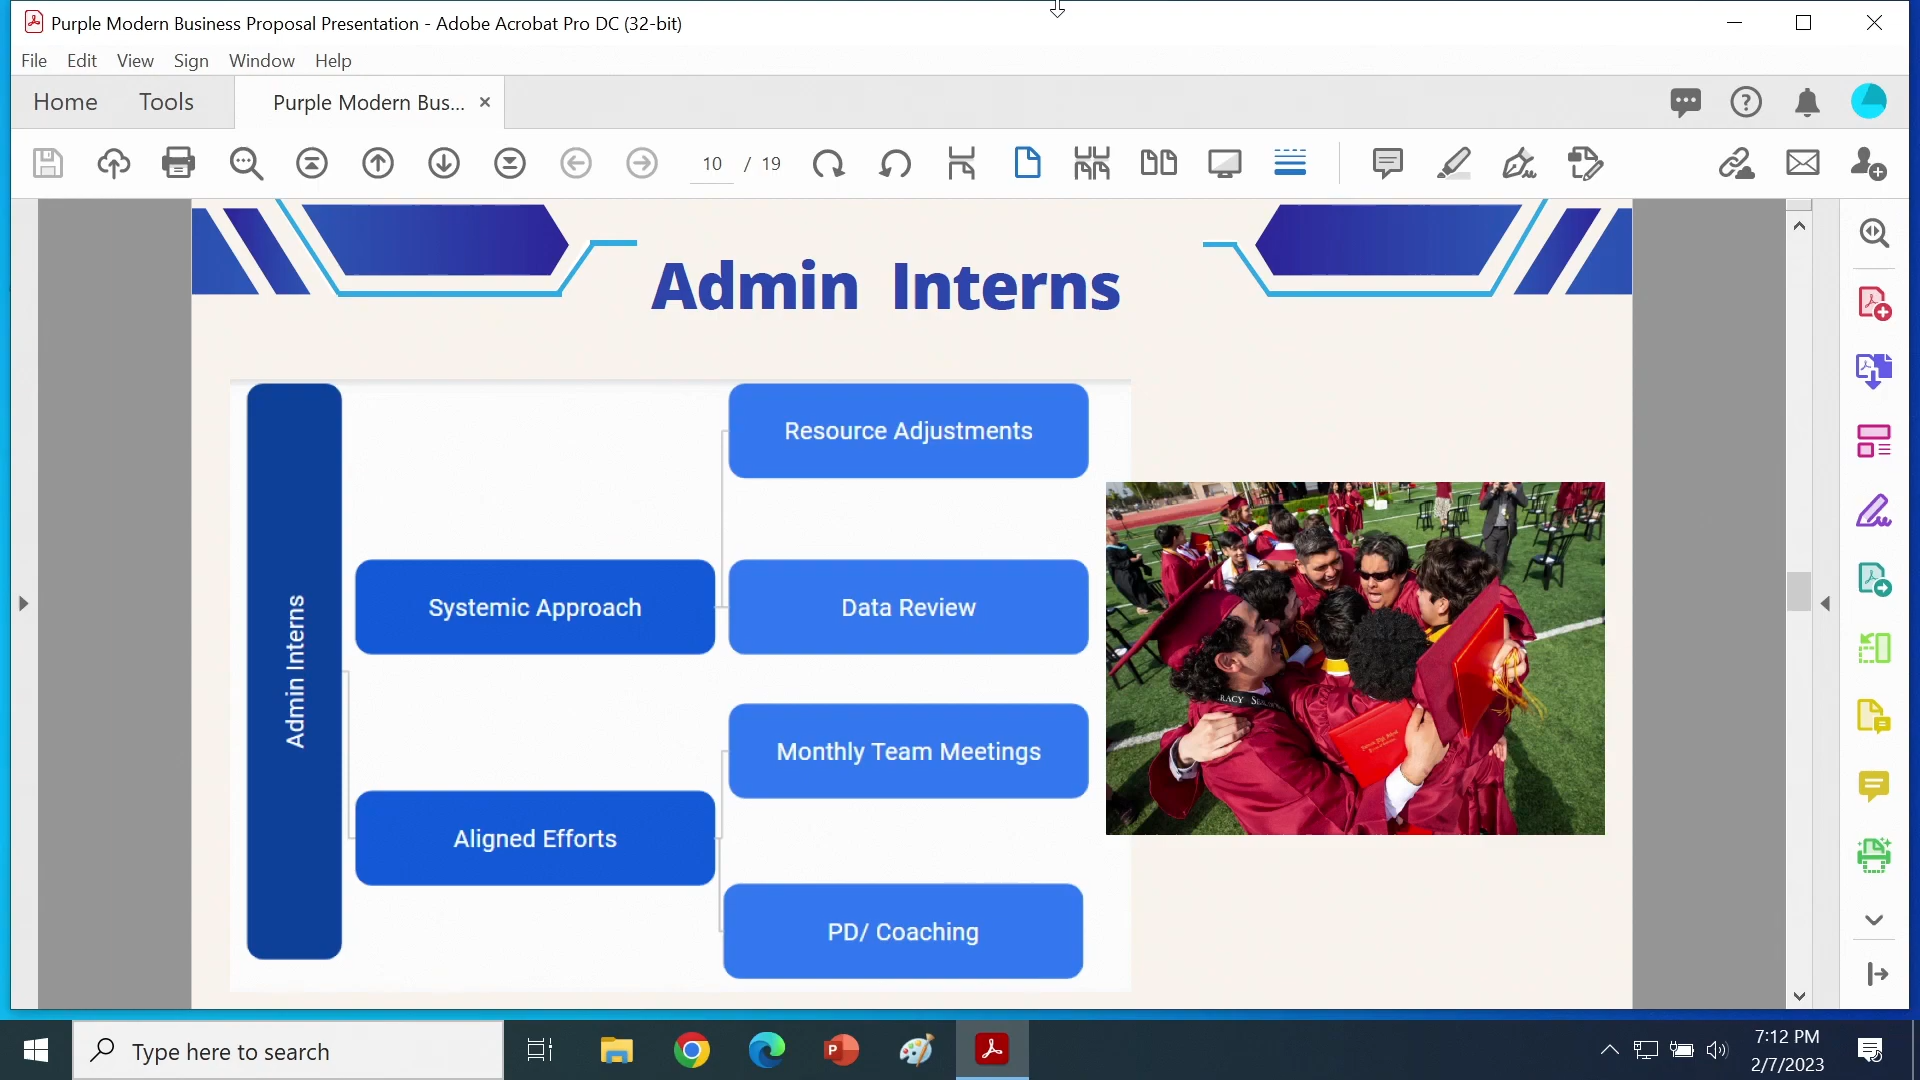 Purple Modern Business Proposal Presentation - Adobe Acrobat Pro DC (32-bit)
File Edit View Sign Window Help
Home Tools Purple Modern Bus... ×
10 / 19
Admin Interns
Admin Interns
Resource Adjustments
Systemic Approach
Data Review
Monthly Team Meetings
Aligned Efforts
PD/ Coaching
Type here to search
7:12 PM
2/7/2023